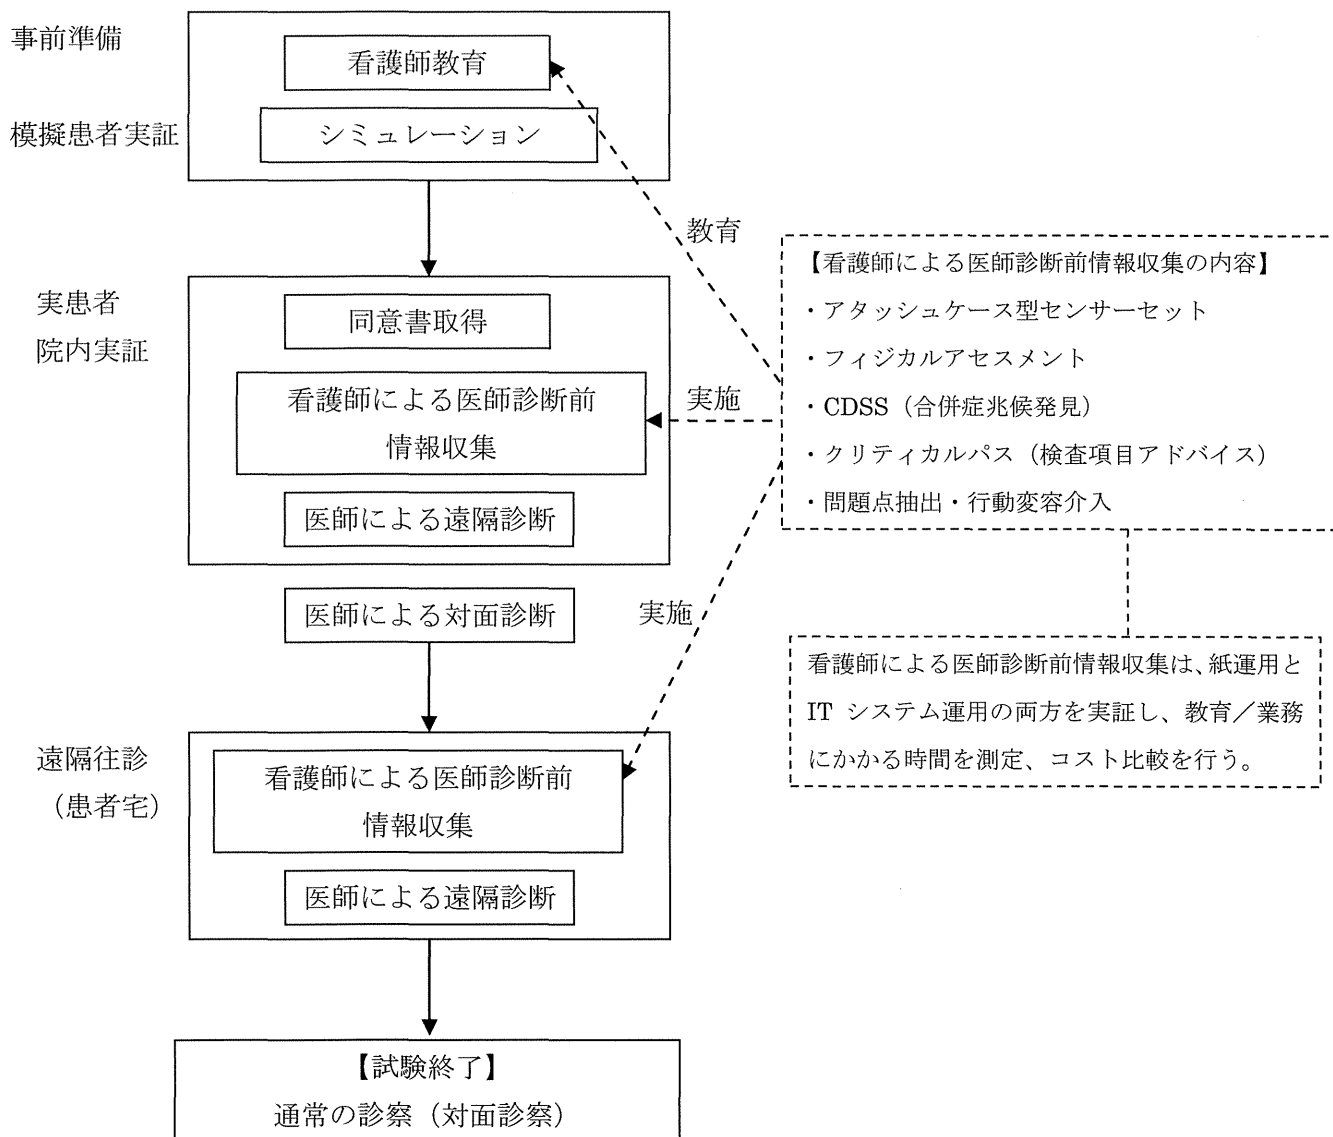 事前準備
看護師教育
模擬患者実証
シミュレーション
教育
実患者
院内実証
同意書取得
看護師による医師診断前
情報収集
実施
医師による遠隔診断
医師による対面診断
実施
【看護師による医師診断前情報収集の内容】
・アタッシュケース型センサーセット
・フィジカルアセスメント
・CDSS（合併症兆候発見）
・クリティカルパス（検査項目アドバイス）
・問題点抽出・行動変容介入
看護師による医師診断前情報収集は、紙運用と
IT システム運用の両方を実証し、教育／業務
にかかる時間を測定、コスト比較を行う。
遠隔往診
（患者宅）
看護師による医師診断前
情報収集
医師による遠隔診断
【試験終了】
通常の診察（対面診察）